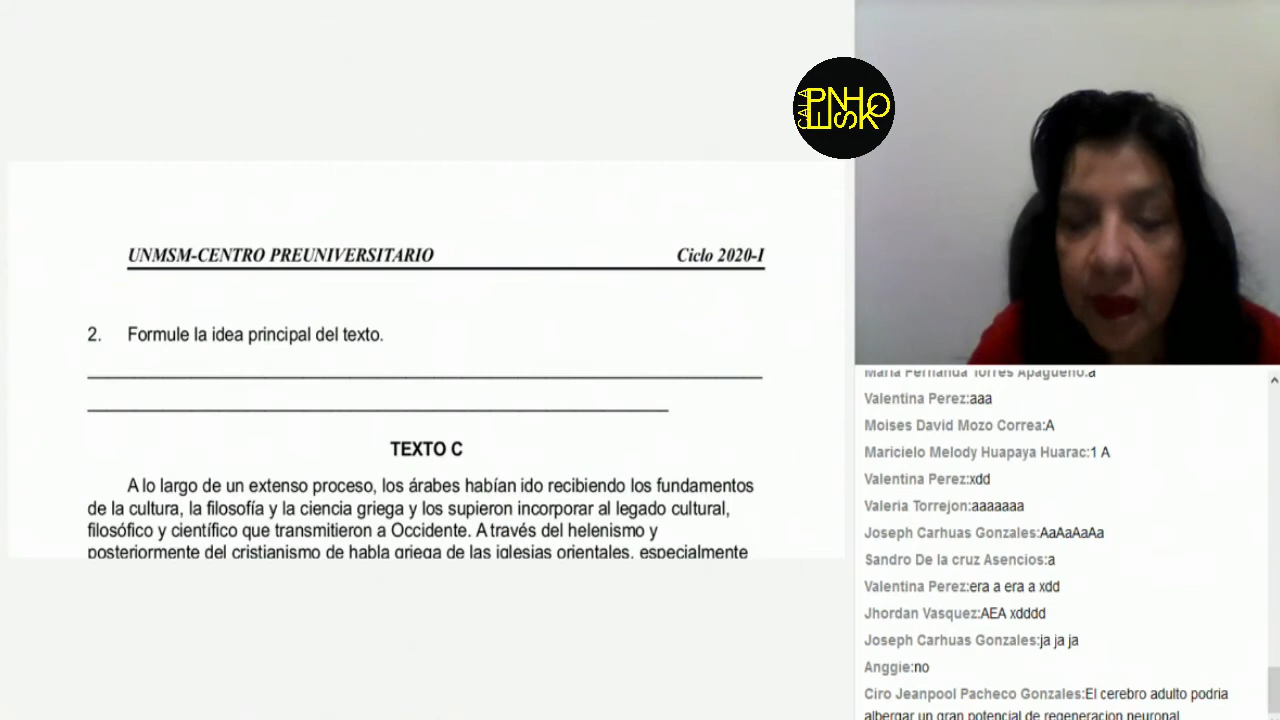 CALA
PENSHKO
UNMSM-CENTRO PREUNIVERSITARIO Ciclo 2020-I
2. Formule la idea principal del texto.
TEXTO C
A lo largo de un extenso proceso, los árabes habían ido recibiendo los fundamentos
de la cultura, la filosofía y la ciencia griega y los supieron incorporar al legado cultural,
filosófico y científico que transmitieron a Occidente. A través del helenismo y
posteriormente del cristianismo de habla griega de las iglesias orientales, especialmente
Maria Fernanda Torres Apagueño:a
Valentina Perez:aaa
Moises David Mozo Correa:A
Maricielo Melody Huapaya Huarac:1 A
Valentina Perez:xdd
Valeria Torrejon:aaaaaaa
Joseph Carhuas Gonzales:AaAaAaAa
Sandro De la cruz Asencios:a
Valentina Perez:era a era a xdd
Jhordan Vasquez:AEA xdddd
Joseph Carhuas Gonzales:ja ja ja
Anggie:no
Ciro Jeanpool Pacheco Gonzales:El cerebro adulto podria
albergar un gran potencial de regeneracion neuronal